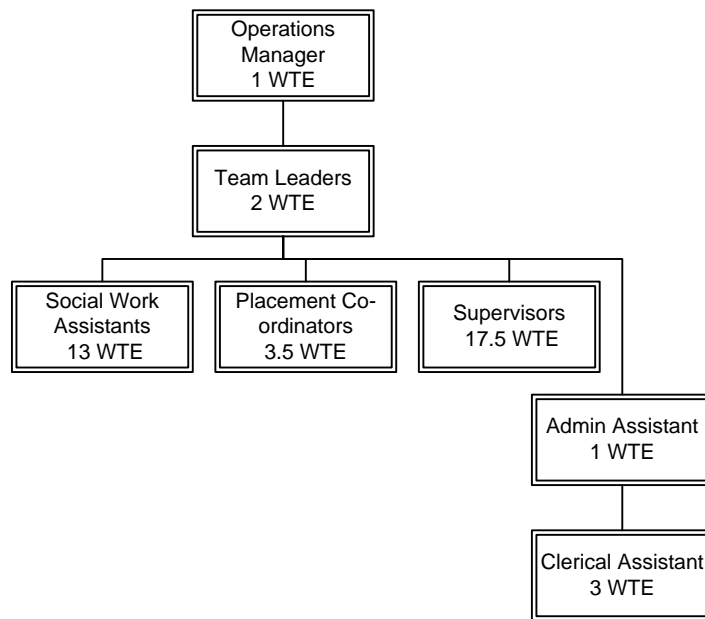 Operations
Manager
1 WTE
Team Leaders
2 WTE
Social Work
Assistants
13 WTE
Placement Co-
ordinators
3.5 WTE
Supervisors
17.5 WTE
Admin Assistant
1 WTE
Clerical Assistant
3 WTE